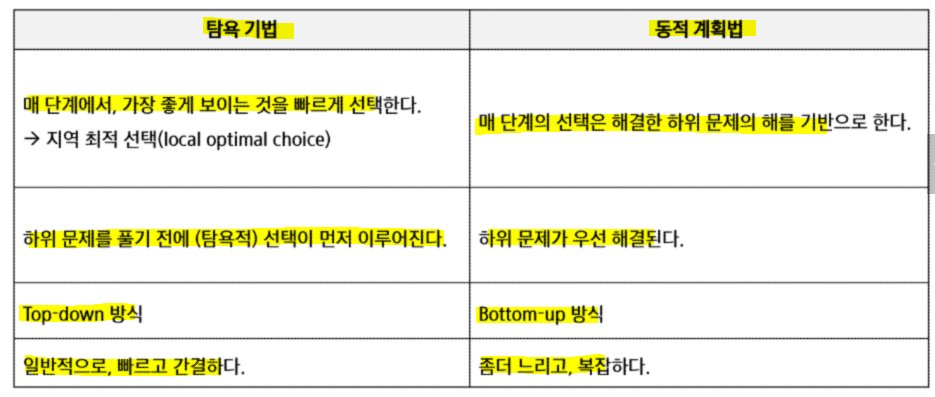 탐욕 기법
동적 계획법
매 단계에서, 가장 좋게 보이는 것을 빠르게 선택한다.
→ 지역 최적 선택(local optimal choice)
매 단계의 선택은 해결한 하위 문제의 해를 기반으로 한다.
하위 문제를 풀기 전에 (탐욕적) 선택이 먼저 이루어진다.
하위 문제가 우선 해결된다.
Top-down 방식
Bottom-up 방식
일반적으로, 빠르고 간결하다.
좀더 느리고, 복잡하다.